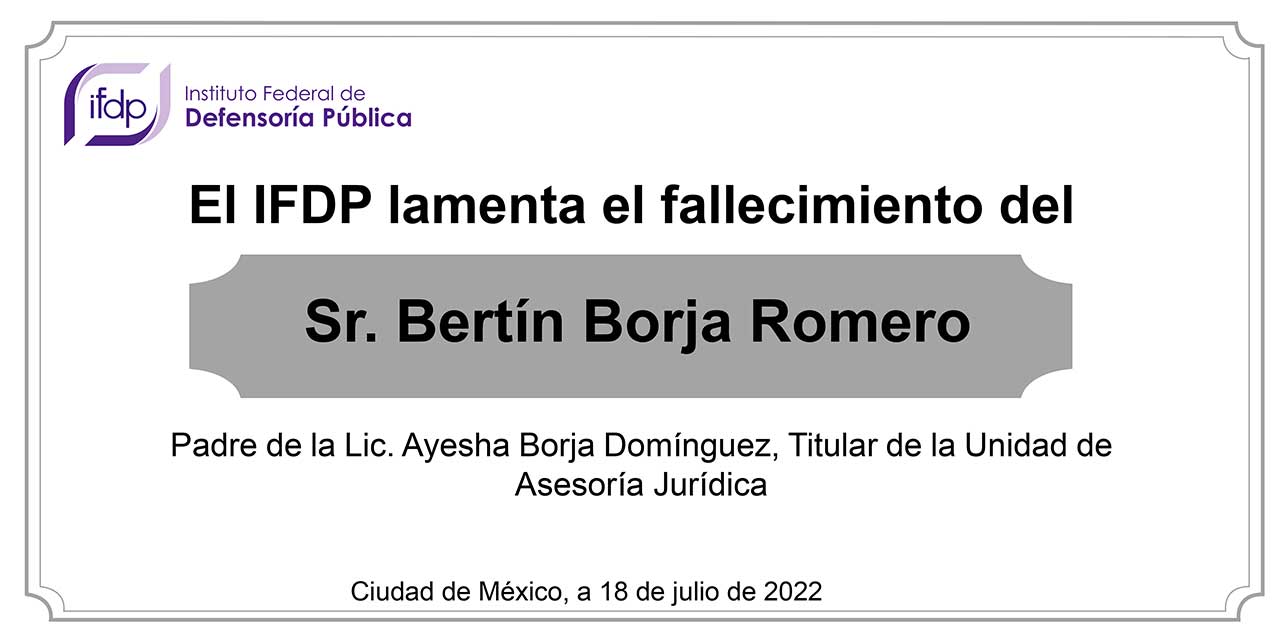 ifdp
Instituto Federal de
Defensoría Pública
El IFDP lamenta el fallecimiento del
Sr. Bertín Borja Romero
Padre de la Lic. Ayesha Borja Domínguez, Titular de la Unidad de
Asesoría Jurídica
Ciudad de México, a 18 de julio de 2022